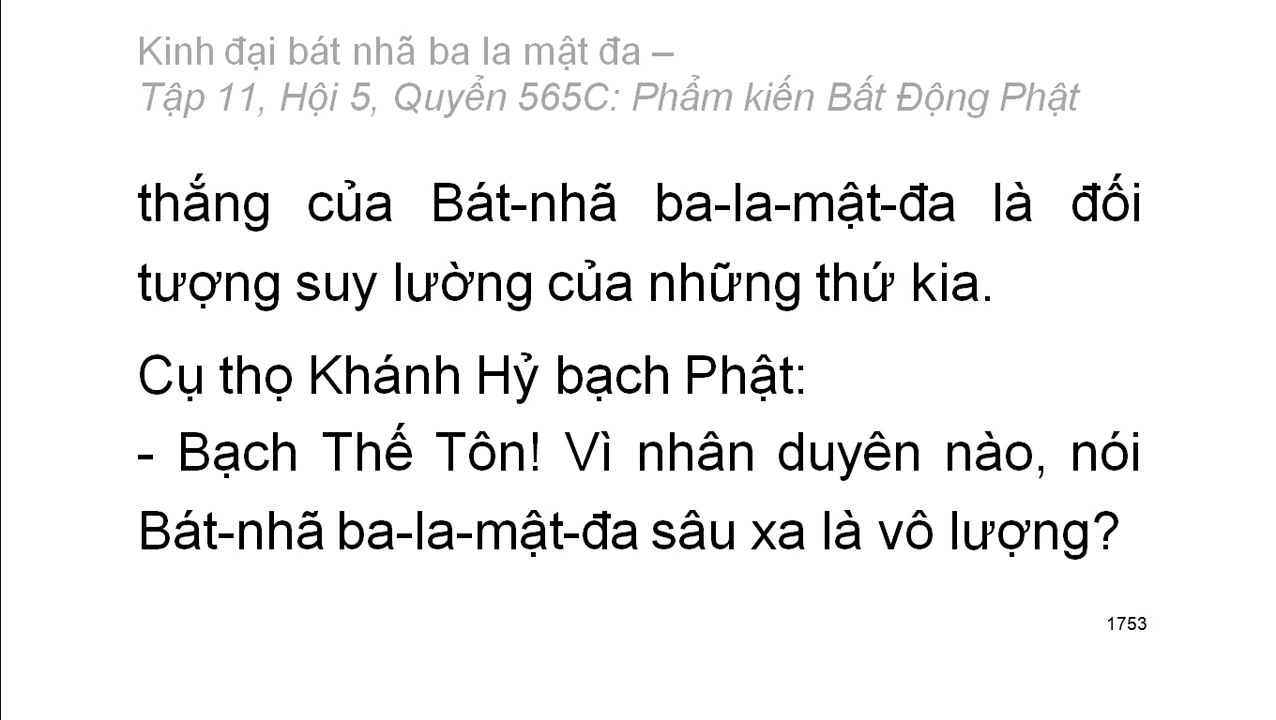 Kinh đại bát nhã ba la mật đa –
Tập 11, Hội 5, Quyển 565C: Phẩm kiến Bất Động Phật
thắng của Bát-nhã ba-la-mật-đa là đối
tượng suy lường của những thứ kia.
Cụ thọ Khánh Hỷ bạch Phật:
- Bạch Thế Tôn! Vì nhân duyên nào, nói
Bát-nhã ba-la-mật-đa sâu xa là vô lượng?
1753